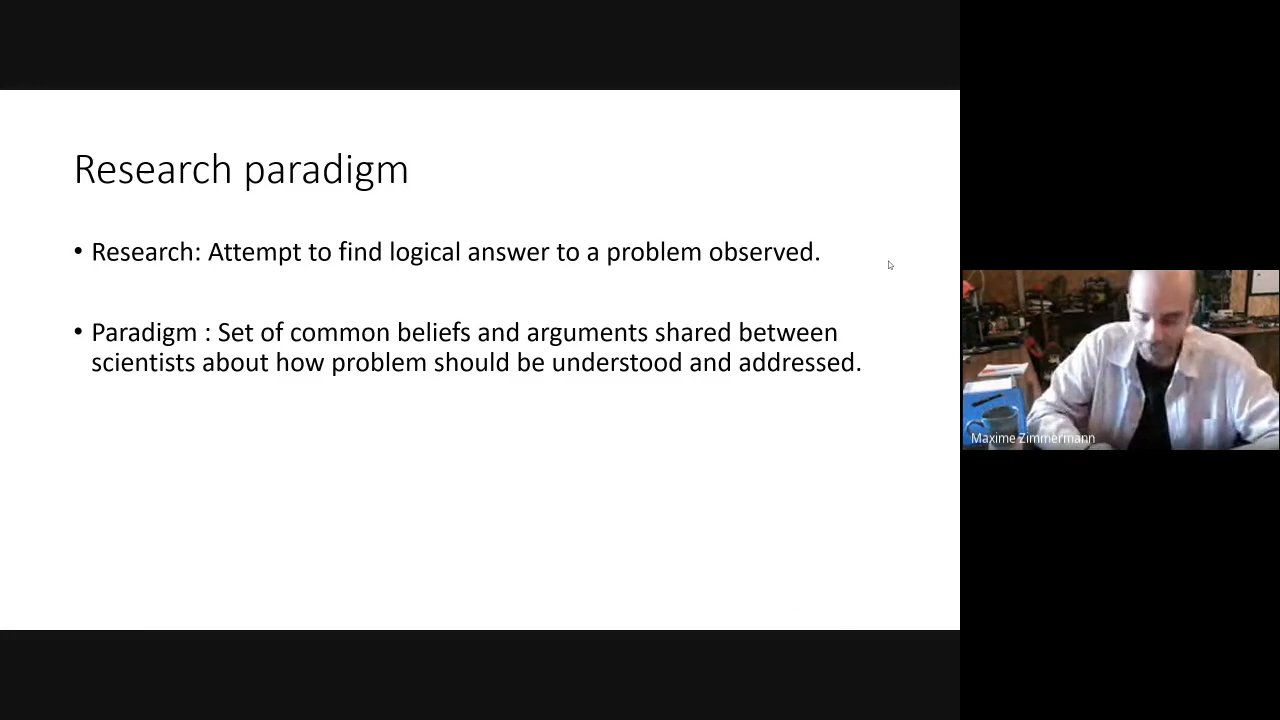 Research paradigm
• Research: Attempt to find logical answer to a problem observed.
• Paradigm : Set of common beliefs and arguments shared between
scientists about how problem should be understood and addressed.
Maxime Zimmermann